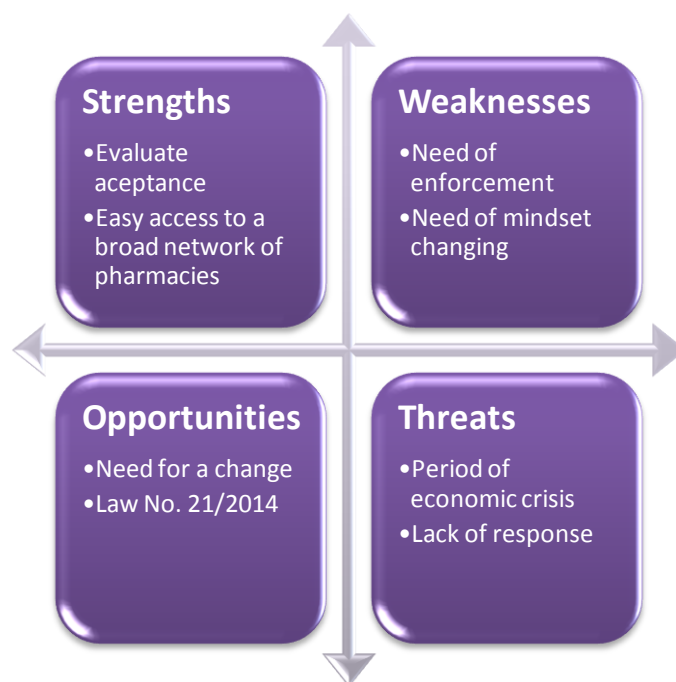 Strengths
•Evaluate
aceptance
•Easy access to a
broad network of
pharmacies
Weaknesses
•Need of
enforcement
•Need of mindset
changing
Opportunities
•Need for a change
•Law No. 21/2014
Threats
•Period of
economic crisis
•Lack of response